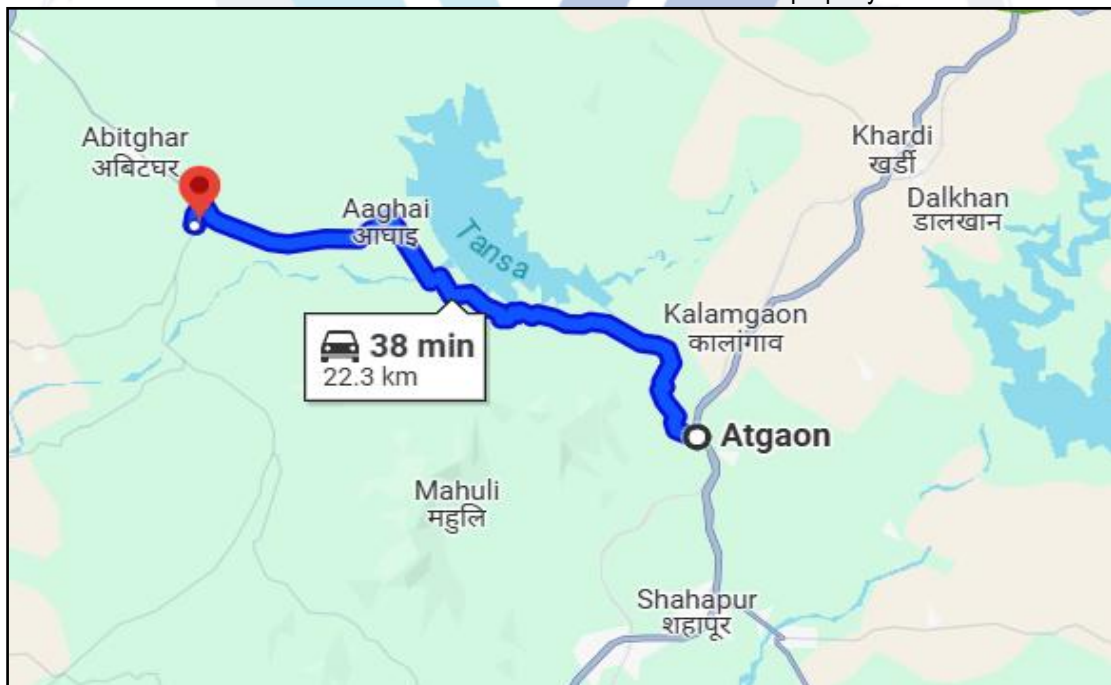 Abitghar
अबिटघर
Aaghai
आघाइ
Tansa
Khardi
खर्डी
Dalkhan
डालखान
Kalamgaon
कालांगाव
38 min
22.3 km
Atgaon
Mahuli
महुलि
Shahapur
शहापूर